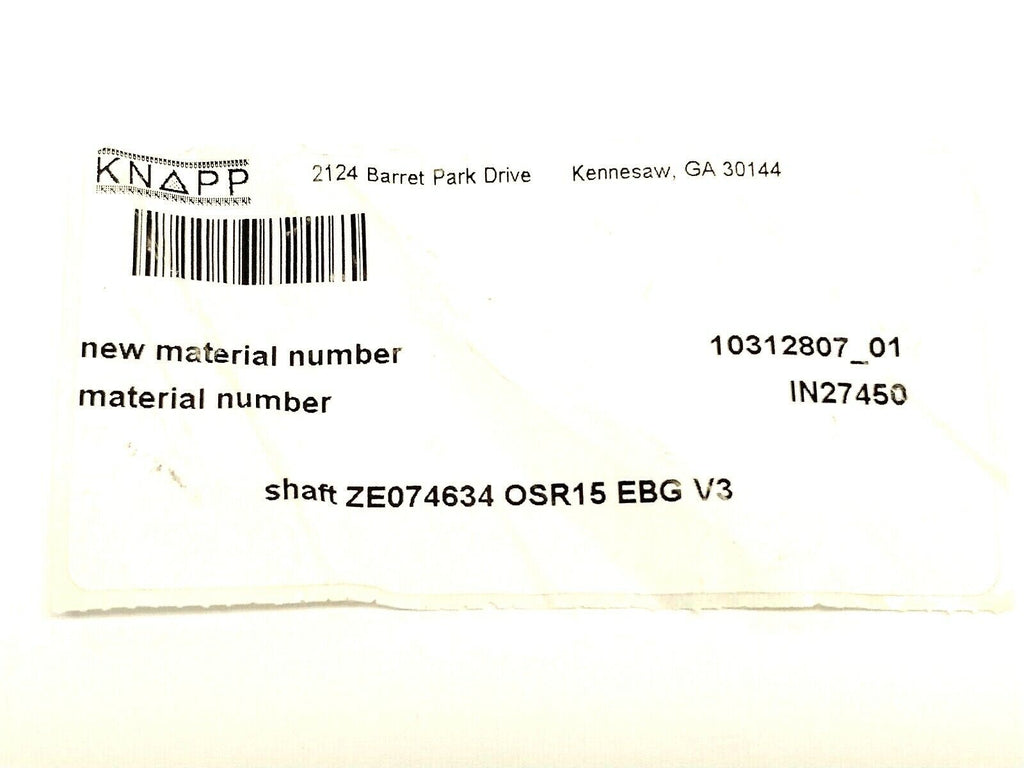 KNAPP 2124 Barret Park Drive Kennesaw, GA 30144
new material number 10312807_01
material number IN27450
shaft ZE074634 OSR15 EBG V3